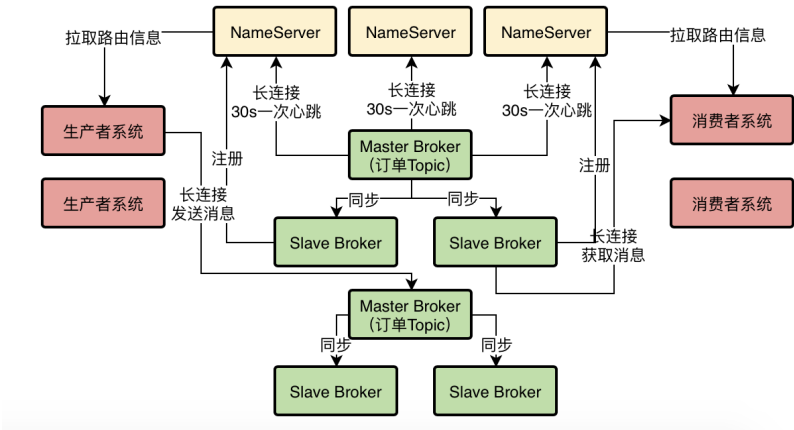 NameServer
NameServer
NameServer
拉取路由信息
拉取路由信息
长连接
30s一次心跳
长连接
30s一次心跳
长连接
30s一次心跳
生产者系统
消费者系统
Master Broker
（订单Topic）
注册
注册
生产者系统
消费者系统
长连接
发送消息
同步
同步
Slave Broker
Slave Broker
长连接
获取消息
Master Broker
（订单Topic）
同步
同步
Slave Broker
Slave Broker